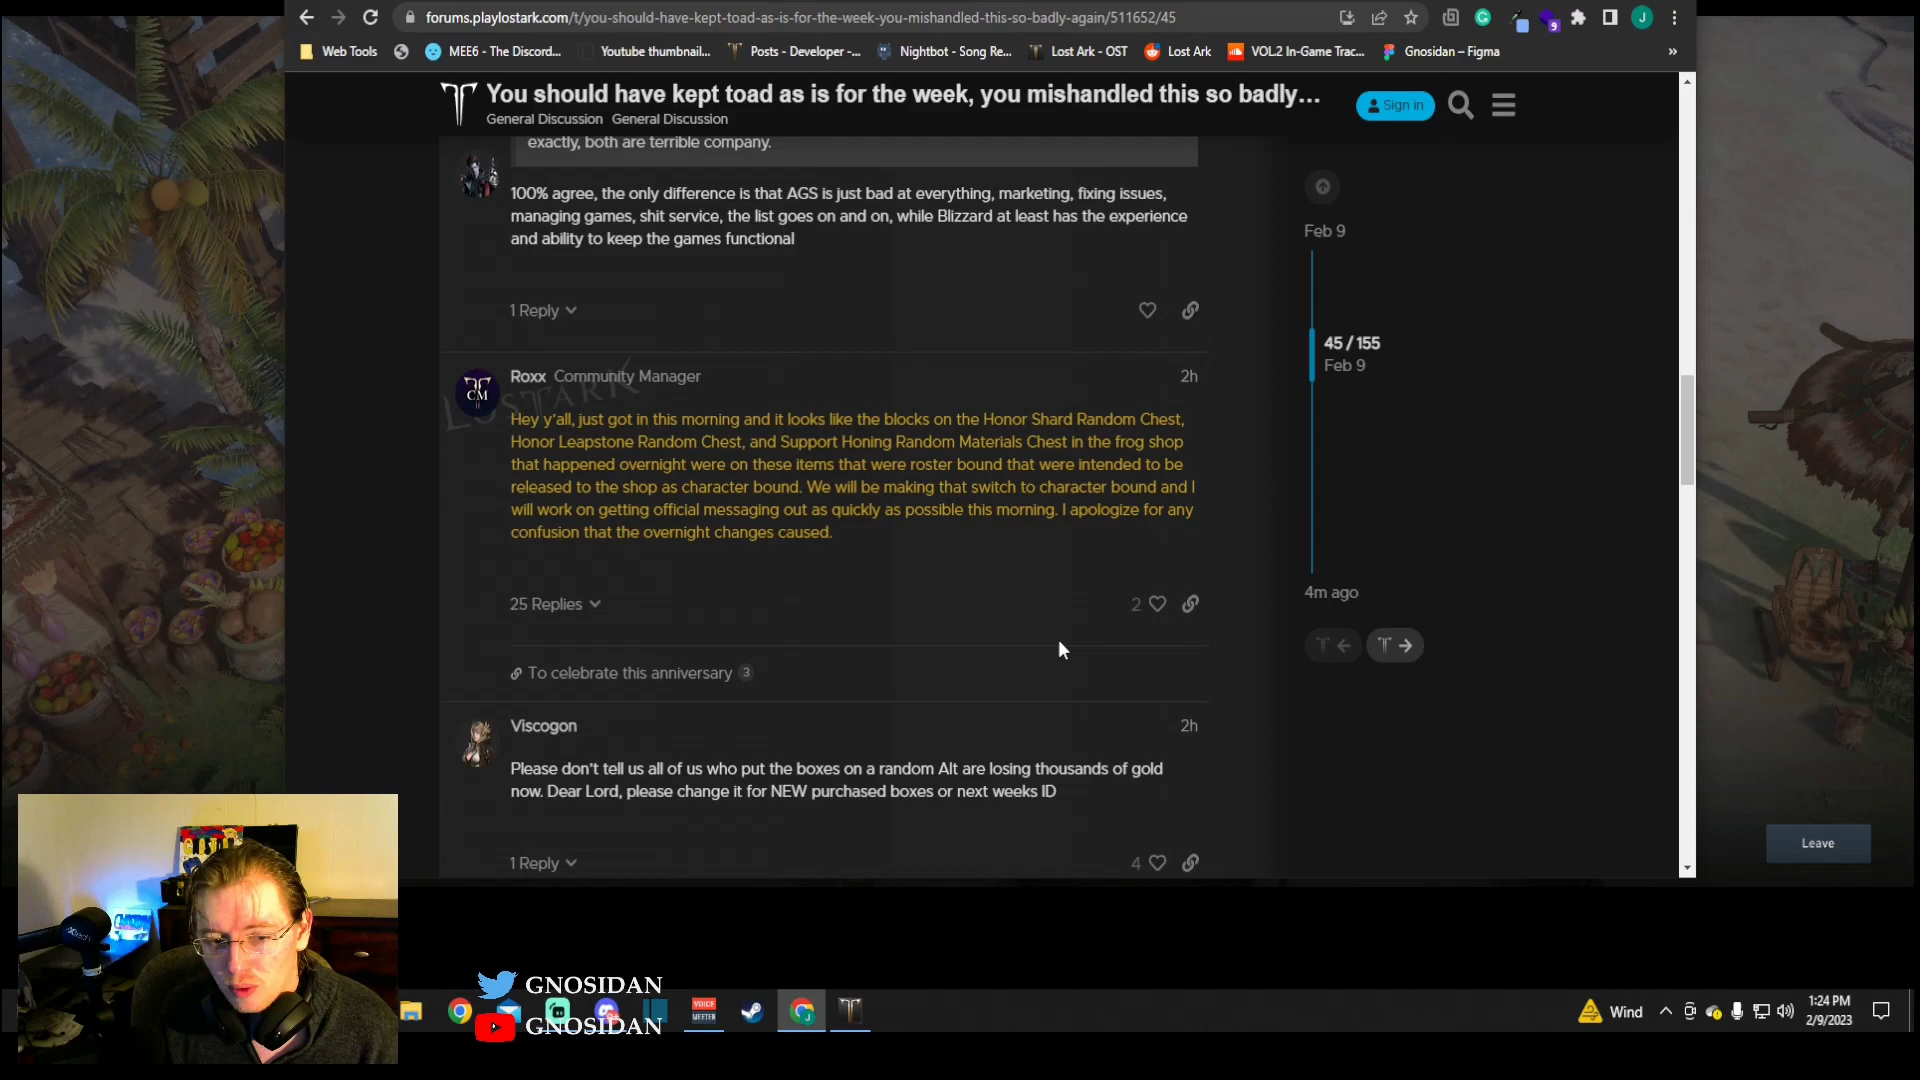 forums.playlostark.com/t/you-should-have-kept-toad-as-is-for-the-week-you-mishandled-this-so-badly-again/511652/45
J
Web Tools
MEE6 - The Discord...
Youtube thumbnail...
Posts - Developer -...
Nightbot - Song Re...
Lost Ark - OST
Lost Ark
VOL.2 In-Game Trac...
Gnosidan – Figma
»
You should have kept toad as is for the week, you mishandled this so badly...
General Discussion General Discussion
Sign in
exactly, both are terrible company.
100% agree, the only difference is that AGS is just bad at everything, marketing, fixing issues,
managing games, shit service, the list goes on and on, while Blizzard at least has the experience
and ability to keep the games functional
1 Reply
Feb 9
45 / 155
Feb 9
4m ago
LOSTARK
CM
Roxx Community Manager
2h
Hey y'all, just got in this morning and it looks like the blocks on the Honor Shard Random Chest,
Honor Leapstone Random Chest, and Support Honing Random Materials Chest in the frog shop
that happened overnight were on these items that were roster bound that were intended to be
released to the shop as character bound. We will be making that switch to character bound and I
will work on getting official messaging out as quickly as possible this morning. I apologize for any
confusion that the overnight changes caused.
25 Replies
2
To celebrate this anniversary 3
Viscogon
2h
Please don't tell us all of us who put the boxes on a random Alt are losing thousands of gold
now. Dear Lord, please change it for NEW purchased boxes or next weeks ID
1 Reply
4
Leave
GNOSIDAN
GNOSIDAN
VOICE
MEETER
Wind
1:24 PM
2/9/2023